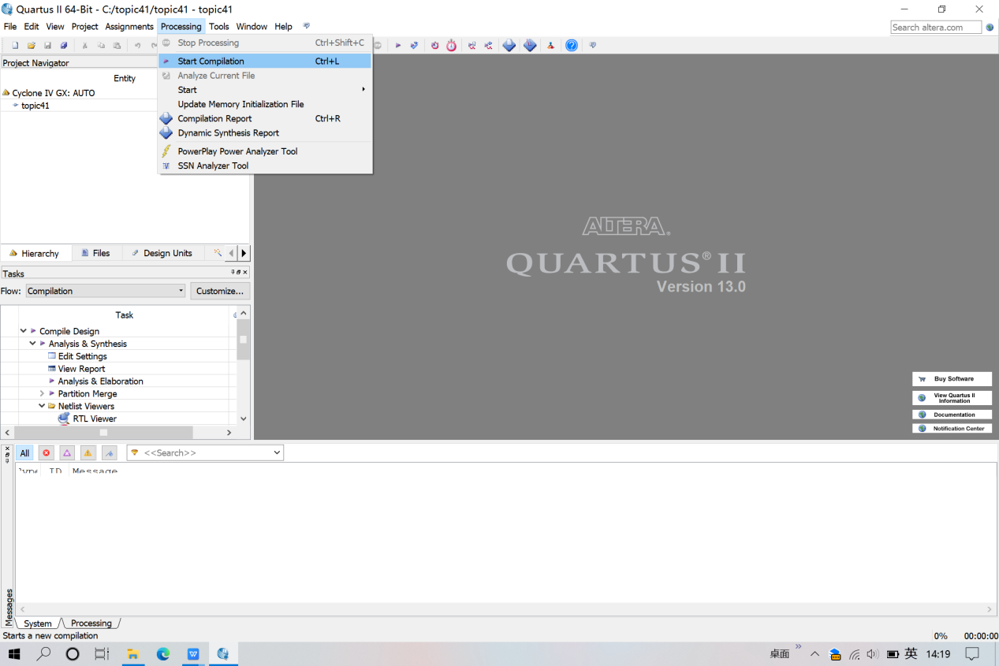 Quartus II 64-Bit - C:/topic41/topic41 - topic41
File Edit View Project Assignments Processing Tools Window Help
Search altera.com
Stop Processing Ctrl+Shift+C
Start Compilation Ctrl+L
Analyze Current File
Start
Update Memory Initialization File
Compilation Report Ctrl+R
Dynamic Synthesis Report
PowerPlay Power Analyzer Tool
SSN Analyzer Tool
Project Navigator
Entity
Cyclone IV GX: AUTO
topic41
Hierarchy Files Design Units
Tasks
Flow: Compilation Customize...
Task
Compile Design
Analysis & Synthesis
Edit Settings
View Report
Analysis & Elaboration
Partition Merge
Netlist Viewers
RTL Viewer
ALTERA®
QUARTUS® II
Version 13.0
Buy Software
View Quartus II
Information
Documentation
Notification Center
All <<Search>>
ID Message
Messages
System Processing
Starts a new compilation 0% 00:00:00
桌面 英 14:19